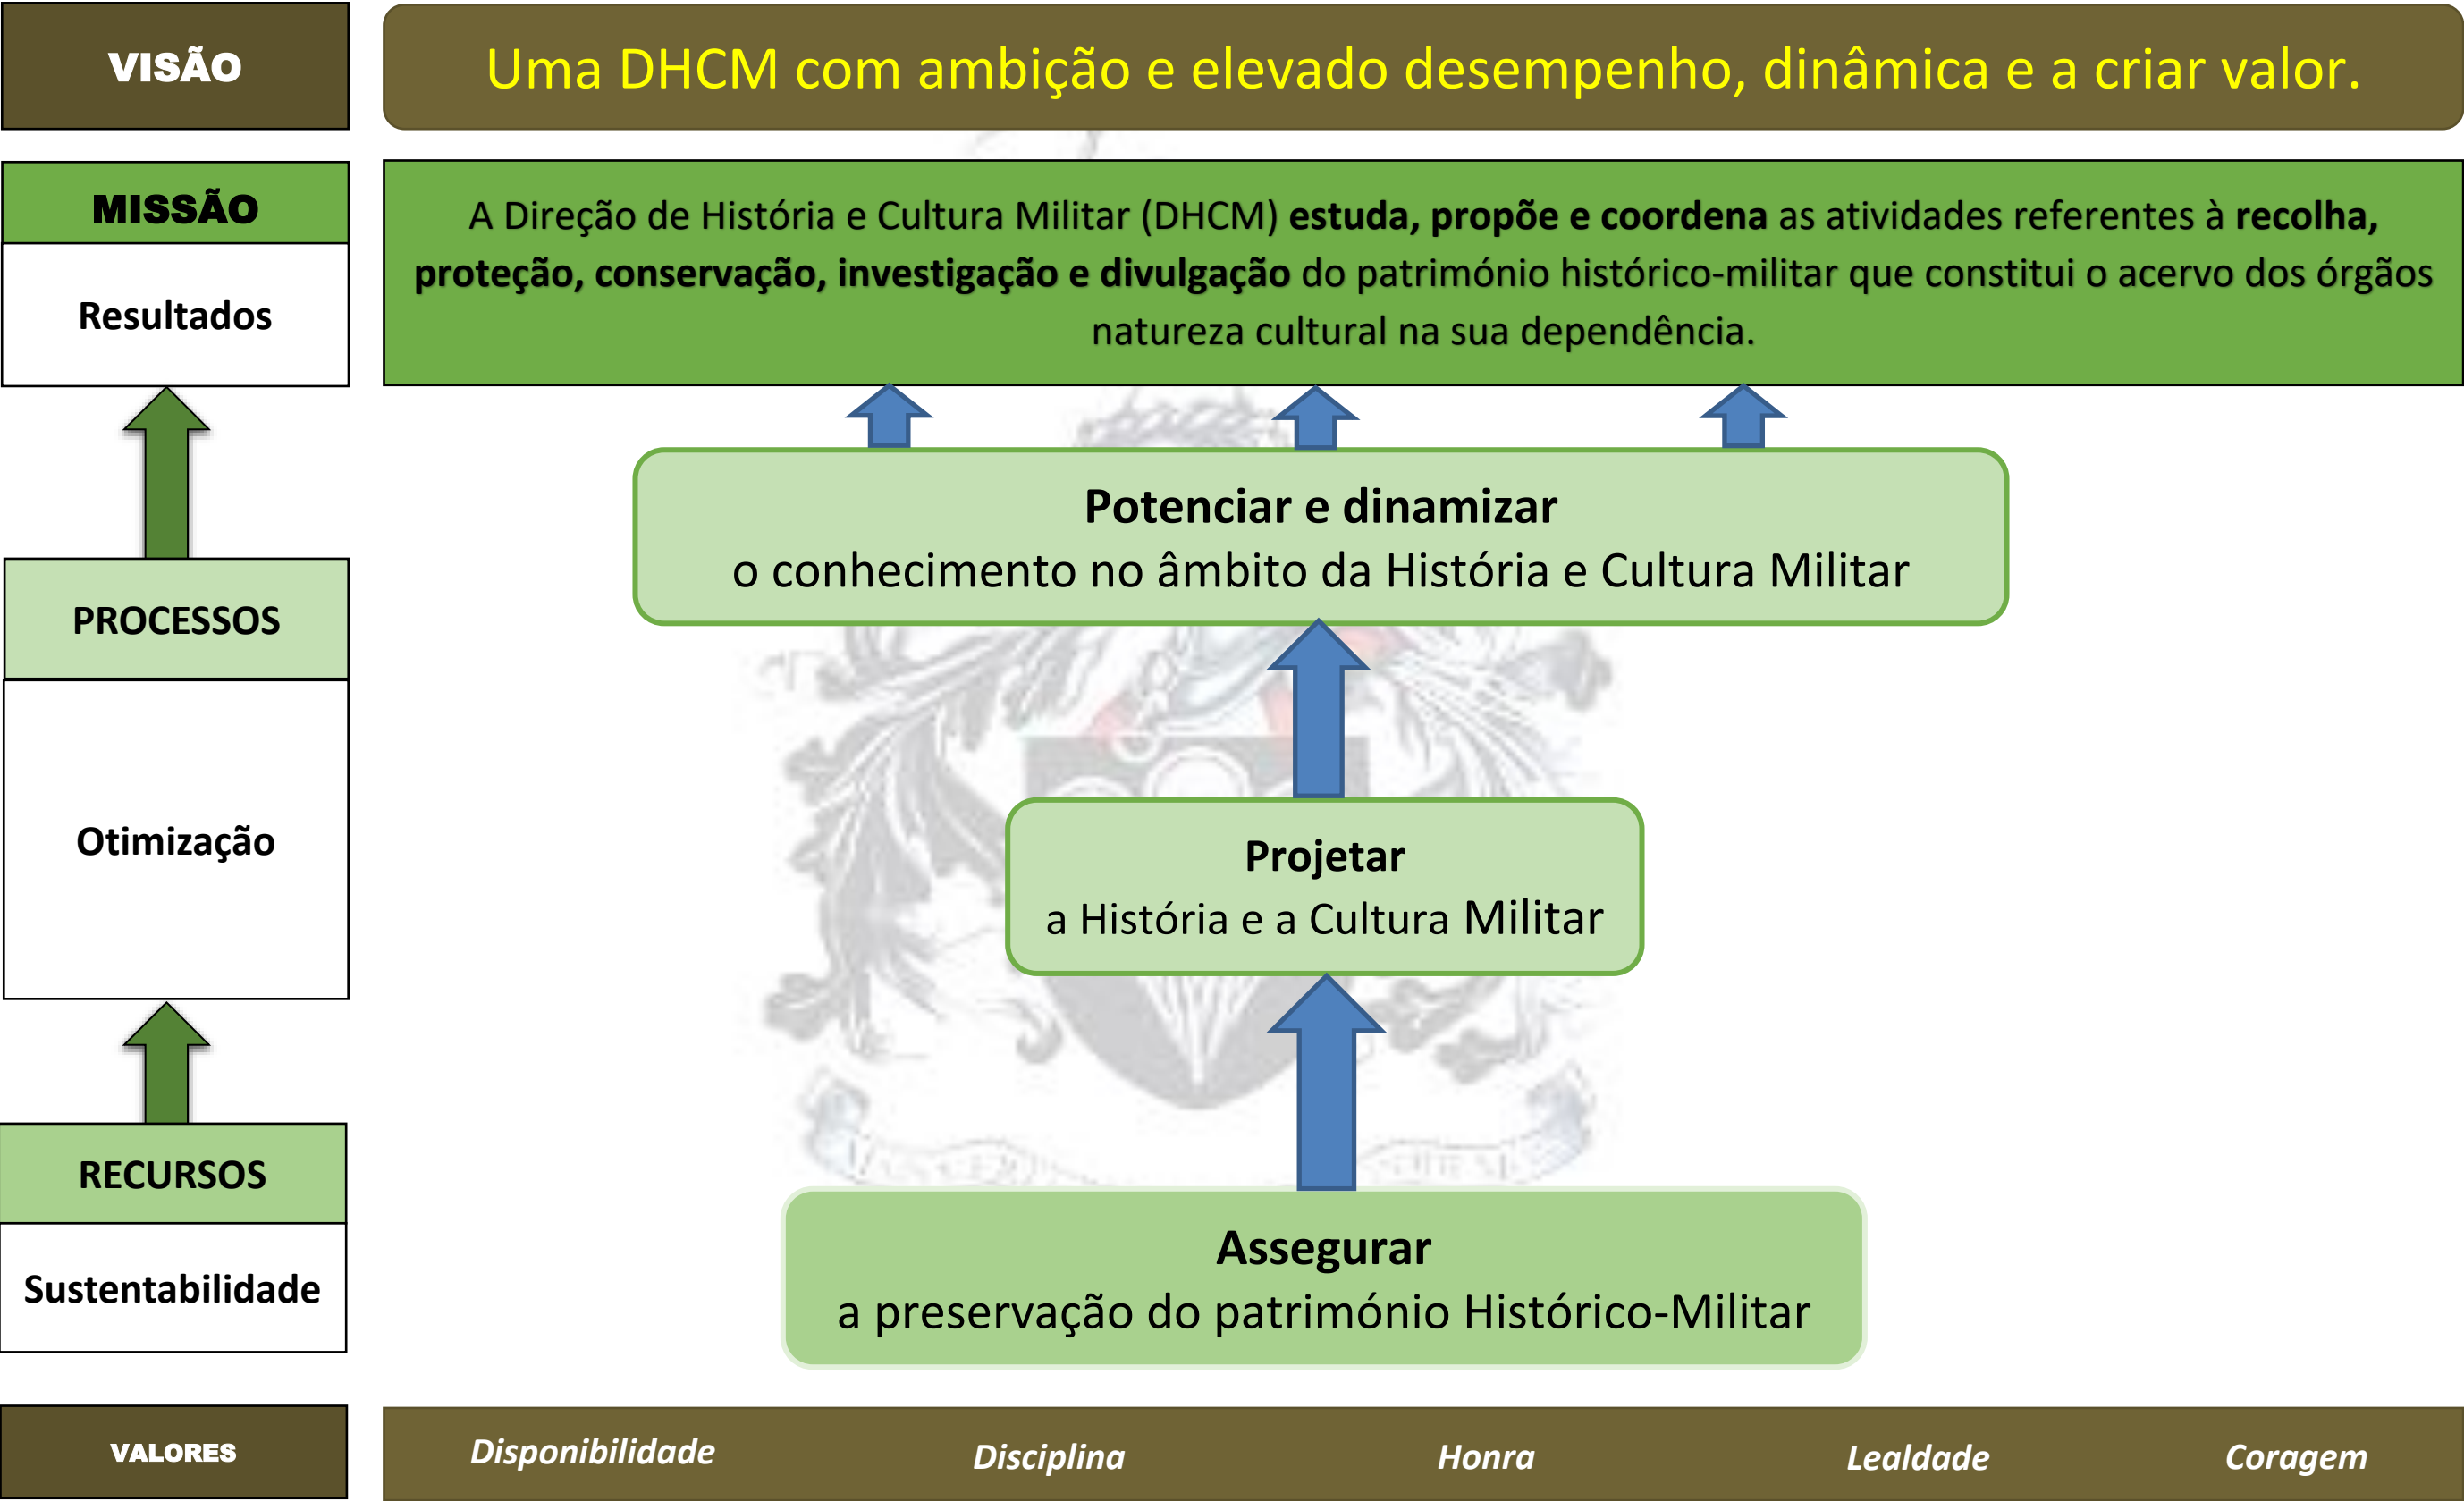 VISÃO
Uma DHCM com ambição e elevado desempenho, dinâmica e a criar valor.
MISSÃO
Resultados
A Direção de História e Cultura Militar (DHCM) estuda, propõe e coordena as atividades referentes à recolha,
proteção, conservação, investigação e divulgação do património histórico-militar que constitui o acervo dos órgãos
natureza cultural na sua dependência.
Potenciar e dinamizar
o conhecimento no âmbito da História e Cultura Militar
PROCESSOS
Otimização
Projetar
a História e a Cultura Militar
RECURSOS
Sustentabilidade
Assegurar
a preservação do património Histórico-Militar
VALORES
Disponibilidade Disciplina Honra Lealdade Coragem